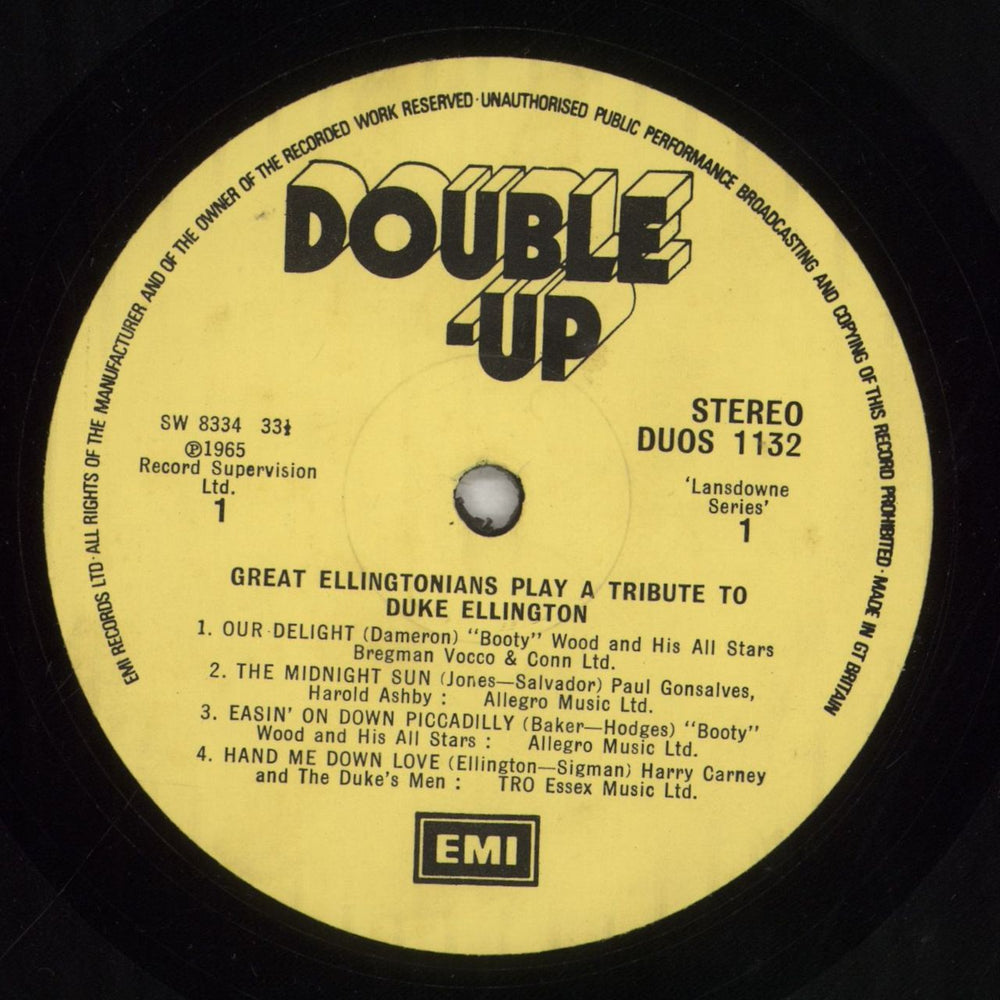 EMI RECORDS LTD·ALL RIGHTS OF THE MANUFACTURER AND OF THE OWNER OF THE RECORDED WORK RESERVED·UNAUTHORISED PUBLIC PERFORMANCE BROADCASTING AND COPYING OF THIS RECORD PROHIBITED·MADE IN GT BRITAIN
DOUBLE
-UP
SW 8334 33⅓
Ⓟ1965
Record Supervision
Ltd.
1
STEREO
DUOS 1132
'Lansdowne
Series'
1
GREAT ELLINGTONIANS PLAY A TRIBUTE TO
DUKE ELLINGTON
1. OUR DELIGHT (Dameron) "Booty" Wood and His All Stars
Bregman Vocco & Conn Ltd.
2. THE MIDNIGHT SUN (Jones—Salvador) Paul Gonsalves,
Harold Ashby : Allegro Music Ltd.
3. EASIN' ON DOWN PICCADILLY (Baker—Hodges) "Booty"
Wood and His All Stars : Allegro Music Ltd.
4. HAND ME DOWN LOVE (Ellington—Sigman) Harry Carney
and The Duke's Men : TRO Essex Music Ltd.
EMI